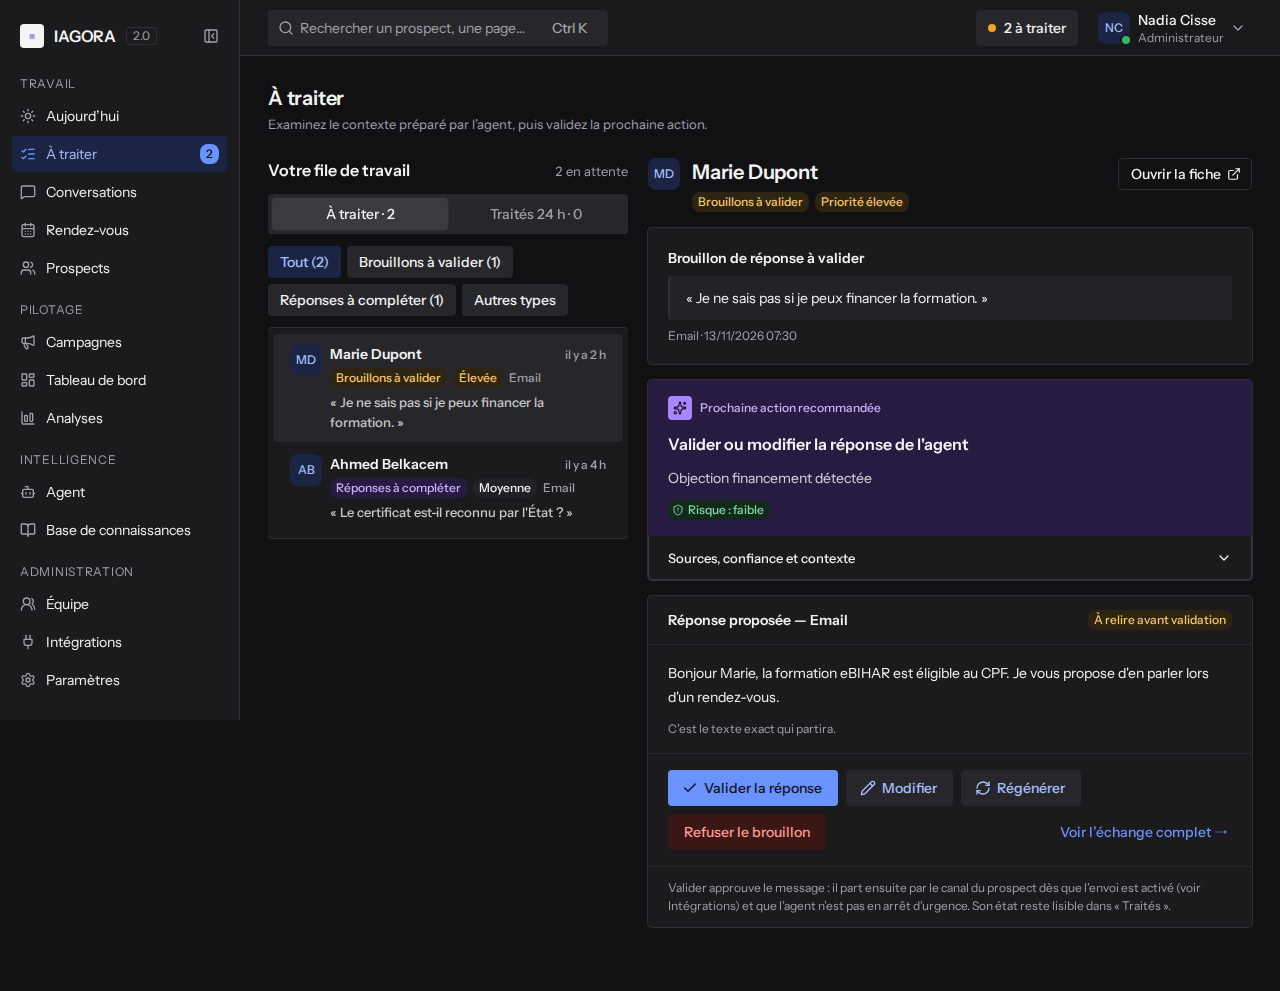 IAGORA 2.0
TRAVAIL
Aujourd'hui
À traiter 2
Conversations
Rendez-vous
Prospects
PILOTAGE
Campagnes
Tableau de bord
Analyses
INTELLIGENCE
Agent
Base de connaissances
ADMINISTRATION
Équipe
Intégrations
Paramètres
Rechercher un prospect, une page... Ctrl K
2 à traiter
NC
Nadia Cisse
Administrateur
À traiter
Examinez le contexte préparé par l'agent, puis validez la prochaine action.
Votre file de travail
2 en attente
À traiter · 2
Traités 24 h · 0
Tout (2)
Brouillons à valider (1)
Réponses à compléter (1)
Autres types
MD
Marie Dupont
il y a 2 h
Brouillons à valider Élevée Email
« Je ne sais pas si je peux financer la
formation. »
AB
Ahmed Belkacem
il y a 4 h
Réponses à compléter Moyenne Email
« Le certificat est-il reconnu par l'État ? »
MD
Marie Dupont
Brouillons à valider Priorité élevée
Ouvrir la fiche
Brouillon de réponse à valider
« Je ne sais pas si je peux financer la formation. »
Email · 13/11/2026 07:30
Prochaine action recommandée
Valider ou modifier la réponse de l'agent
Objection financement détectée
Risque : faible
Sources, confiance et contexte
Réponse proposée — Email
À relire avant validation
Bonjour Marie, la formation eBIHAR est éligible au CPF. Je vous propose d'en parler lors
d'un rendez-vous.
C'est le texte exact qui partira.
Valider la réponse
Modifier
Régénérer
Refuser le brouillon
Voir l'échange complet →
Valider approuve le message : il part ensuite par le canal du prospect dès que l'envoi est activé (voir
Intégrations) et que l'agent n'est pas en arrêt d'urgence. Son état reste lisible dans « Traités ».